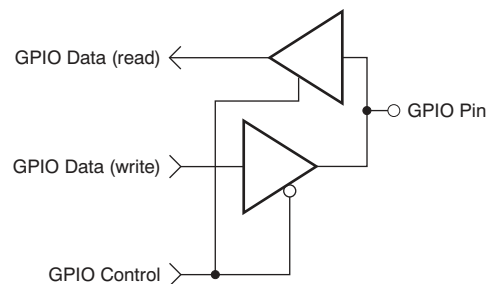 GPIO Data (read)
GPIO Pin
GPIO Data (write)
GPIO Control